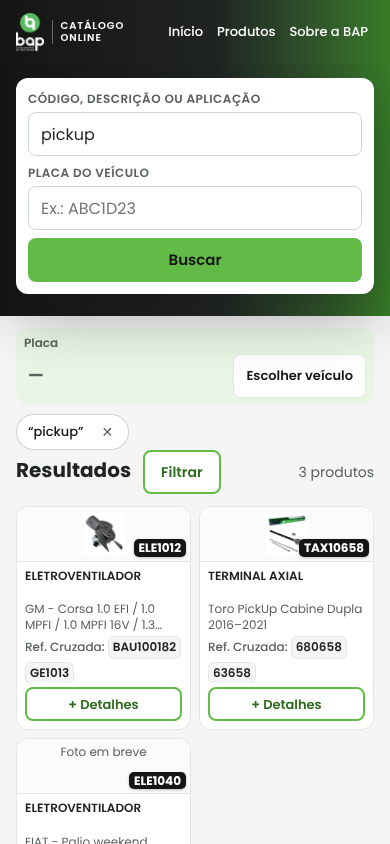 bap
CATÁLOGO
ONLINE
Início Produtos Sobre a BAP
CÓDIGO, DESCRIÇÃO OU APLICAÇÃO
pickup
PLACA DO VEÍCULO
Ex.: ABC1D23
Buscar
Placa
—
Escolher veículo
“pickup” ×
Resultados
Filtrar
3 produtos
ELE1012
ELETROVENTILADOR
GM - Corsa 1.0 EFI / 1.0
MPFI / 1.0 MPFI 16V / 1.3...
Ref. Cruzada: BAU100182
GE1013
+ Detalhes
TAX10658
TERMINAL AXIAL
Toro PickUp Cabine Dupla
2016–2021
Ref. Cruzada: 680658
63658
+ Detalhes
Foto em breve
ELE1040
ELETROVENTILADOR
FIAT - Palio weekend